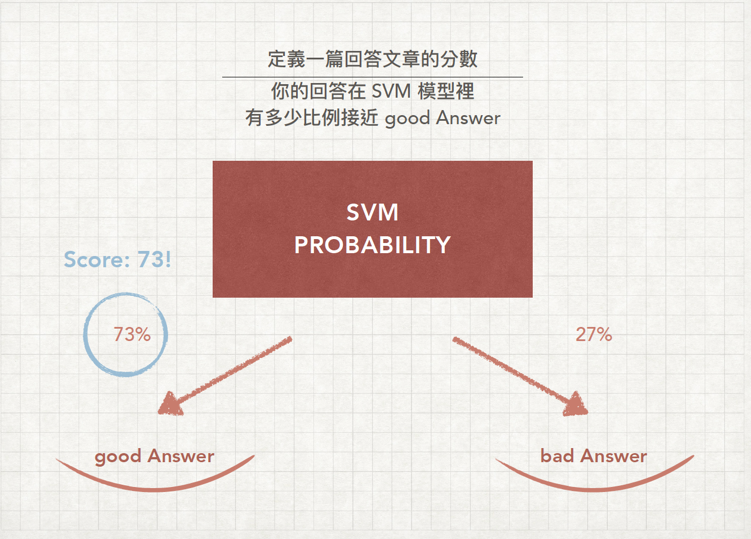 定義一篇回答文章的分數
你的回答在 SVM 模型裡
有多少比例接近 good Answer
SVM
PROBABILITY
Score: 73!
73%
27%
good Answer
bad Answer